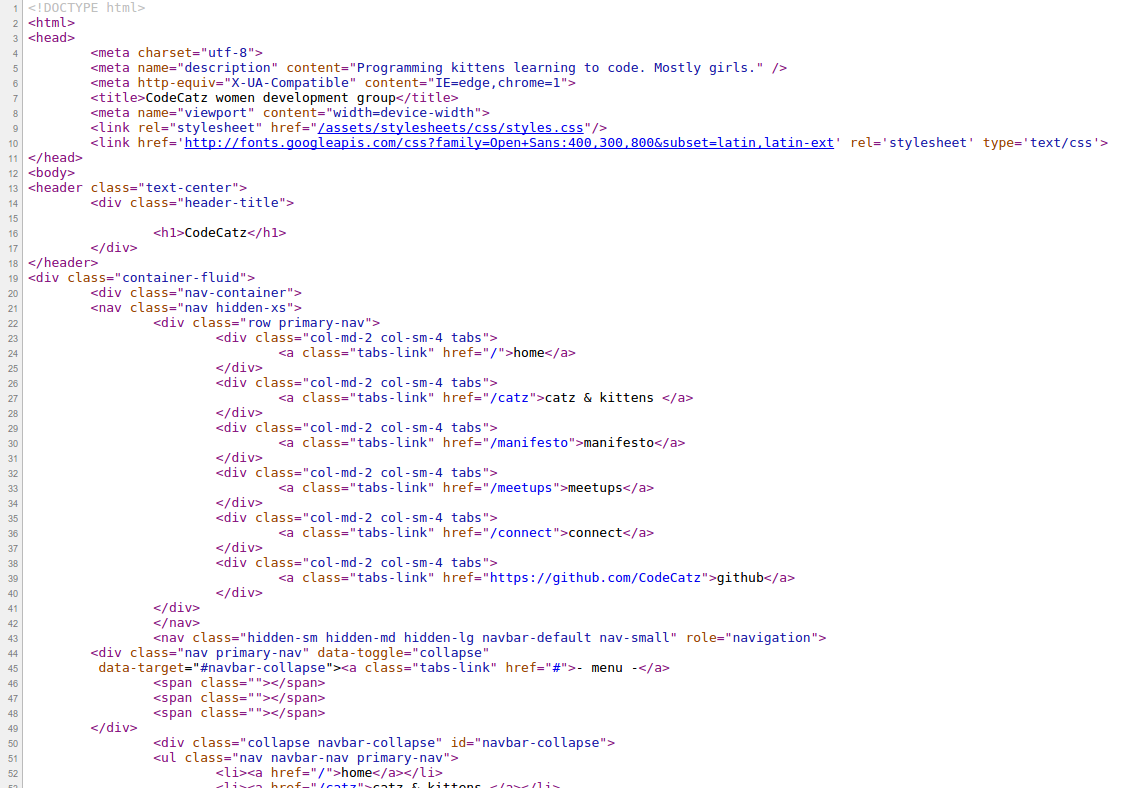 1 <!DOCTYPE html>
2 <html>
3 <head>
4 <meta charset="utf-8">
5 <meta name="description" content="Programming kittens learning to code. Mostly girls." />
6 <meta http-equiv="X-UA-Compatible" content="IE=edge,chrome=1">
7 <title>CodeCatz women development group</title>
8 <meta name="viewport" content="width=device-width">
9 <link rel="stylesheet" href="/assets/stylesheets/css/styles.css"/>
10 <link href='http://fonts.googleapis.com/css?family=Open+Sans:400,300,800&subset=latin,latin-ext' rel='stylesheet' type='text/css'>
11 </head>
12 <body>
13 <header class="text-center">
14 <div class="header-title">
15
16 <h1>CodeCatz</h1>
17 </div>
18 </header>
19 <div class="container-fluid">
20 <div class="nav-container">
21 <nav class="nav hidden-xs">
22 <div class="row primary-nav">
23 <div class="col-md-2 col-sm-4 tabs">
24 <a class="tabs-link" href="/">home</a>
25 </div>
26 <div class="col-md-2 col-sm-4 tabs">
27 <a class="tabs-link" href="/catz">catz & kittens </a>
28 </div>
29 <div class="col-md-2 col-sm-4 tabs">
30 <a class="tabs-link" href="/manifesto">manifesto</a>
31 </div>
32 <div class="col-md-2 col-sm-4 tabs">
33 <a class="tabs-link" href="/meetups">meetups</a>
34 </div>
35 <div class="col-md-2 col-sm-4 tabs">
36 <a class="tabs-link" href="/connect">connect</a>
37 </div>
38 <div class="col-md-2 col-sm-4 tabs">
39 <a class="tabs-link" href="https://github.com/CodeCatz">github</a>
40 </div>
41 </div>
42 </nav>
43 <nav class="hidden-sm hidden-md hidden-lg navbar-default nav-small" role="navigation">
44 <div class="nav primary-nav" data-toggle="collapse"
45 data-target="#navbar-collapse"><a class="tabs-link" href="#">- menu -</a>
46 <span class=""></span>
47 <span class=""></span>
48 <span class=""></span>
49 </div>
50 <div class="collapse navbar-collapse" id="navbar-collapse">
51 <ul class="nav navbar-nav primary-nav">
52 <li><a href="/">home</a></li>
53 <li><a href="/catz">catz & kittens </a></li>